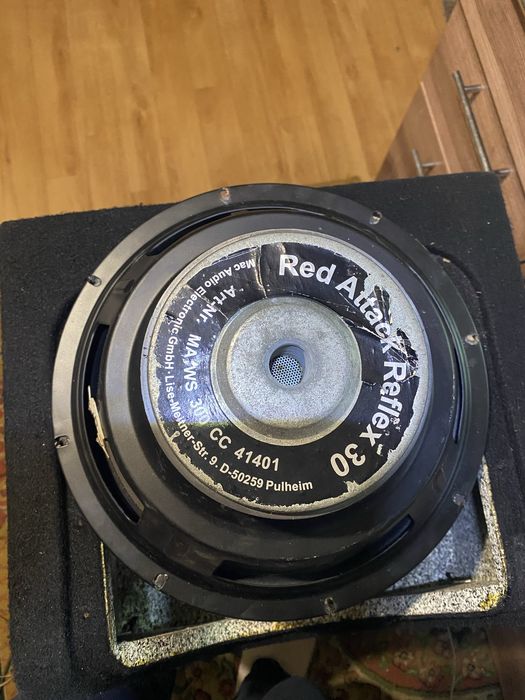 Red Attack Reflex 30
Art-Nr. MA/WS 30 CC 41401
Mac Audio Electronic GmbH · Lise-Meitner-Str. 9 · D-50259 Pulheim